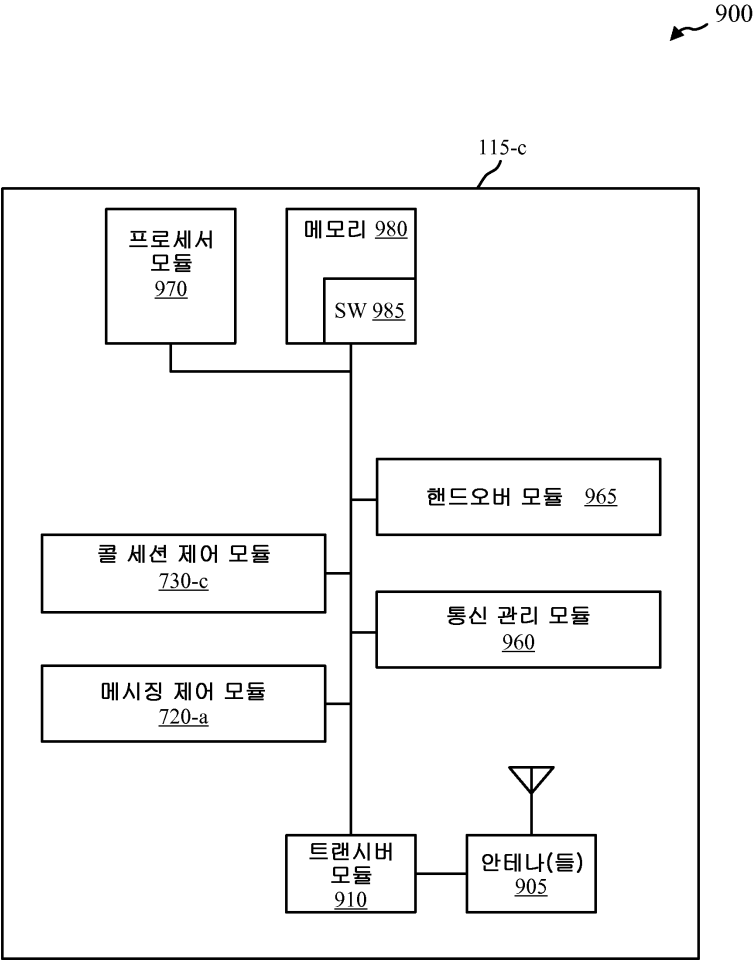 900
115-c
프로세서
모듈
970
메모리 980
SW 985
핸드오버 모듈 965
콜 세션 제어 모듈
730-c
통신 관리 모듈
960
메시징 제어 모듈
720-a
트랜시버
모듈
910
안테나(들)
905